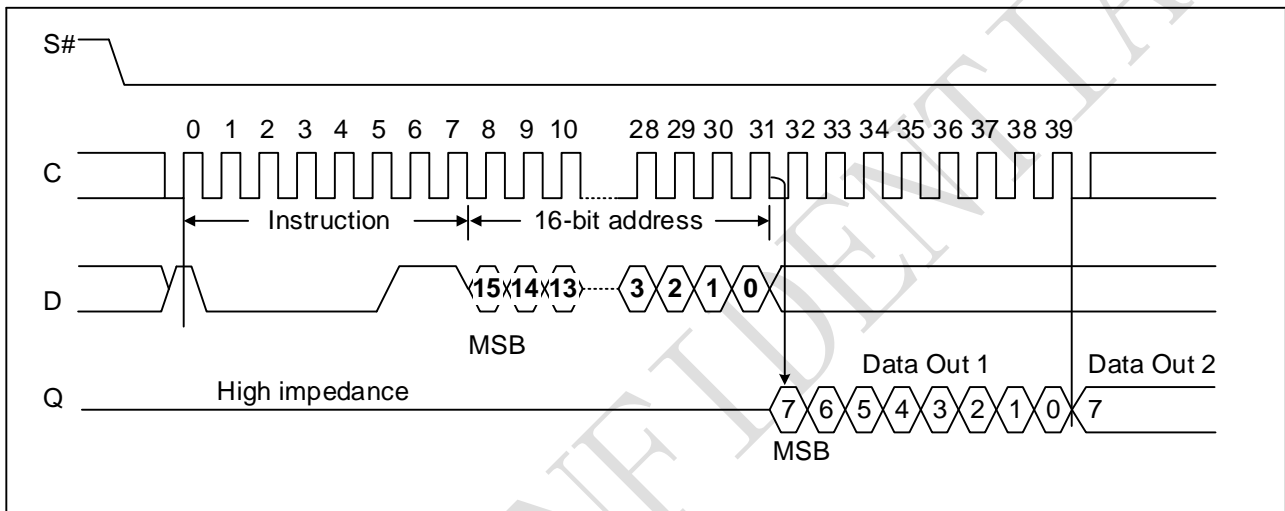 S#
0 1 2 3 4 5 6 7 8 9 10 28 29 30 31 32 33 34 35 36 37 38 39
C
Instruction 16-bit address
D 15 14 13 3 2 1 0
MSB
Data Out 1 Data Out 2
High impedance
Q 7 6 5 4 3 2 1 0 7
MSB
NFIDENTIA